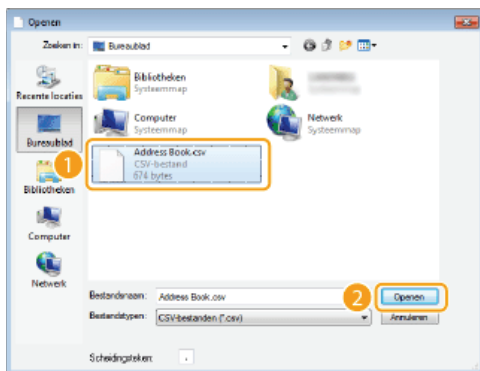 Openen
Zoeken in:
Bureaublad
Recente locaties
Bureaublad
Bibliotheken
Computer
Netwerk
Bibliotheken
Systeemmap
Computer
Systeemmap
Netwerk
Systeemmap
1
Address Book.csv
CSV-bestand
674 bytes
Bestandsnaam:
Address Book.csv
2
Openen
Bestandstypen:
CSV-bestanden (*.csv)
Annuleren
Scheidingsteken:
,